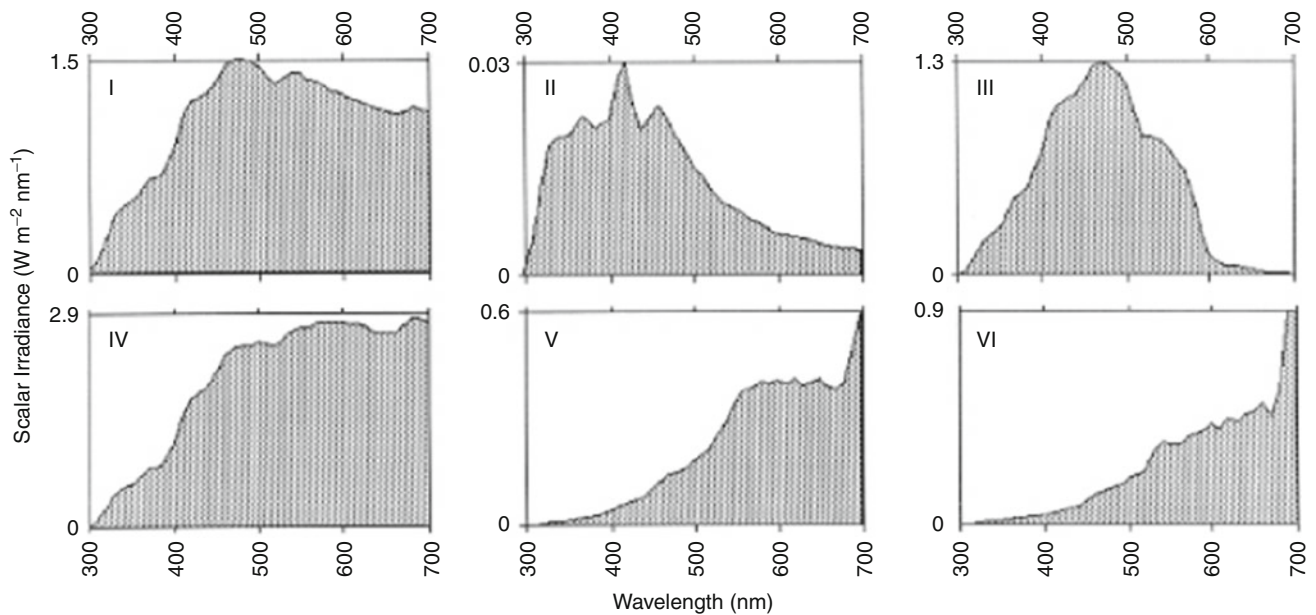 300 400 500 600 700 300 400 500 600 700 300 400 500 600 700
1.5 0.03 1.3
I II III
0 0 0
Scalar Irradiance (W m−2 nm−1)
2.9 0.6 0.9
IV V VI
0 0 0
300 400 500 600 700 300 400 500 600 700 300 400 500 600 700
Wavelength (nm)